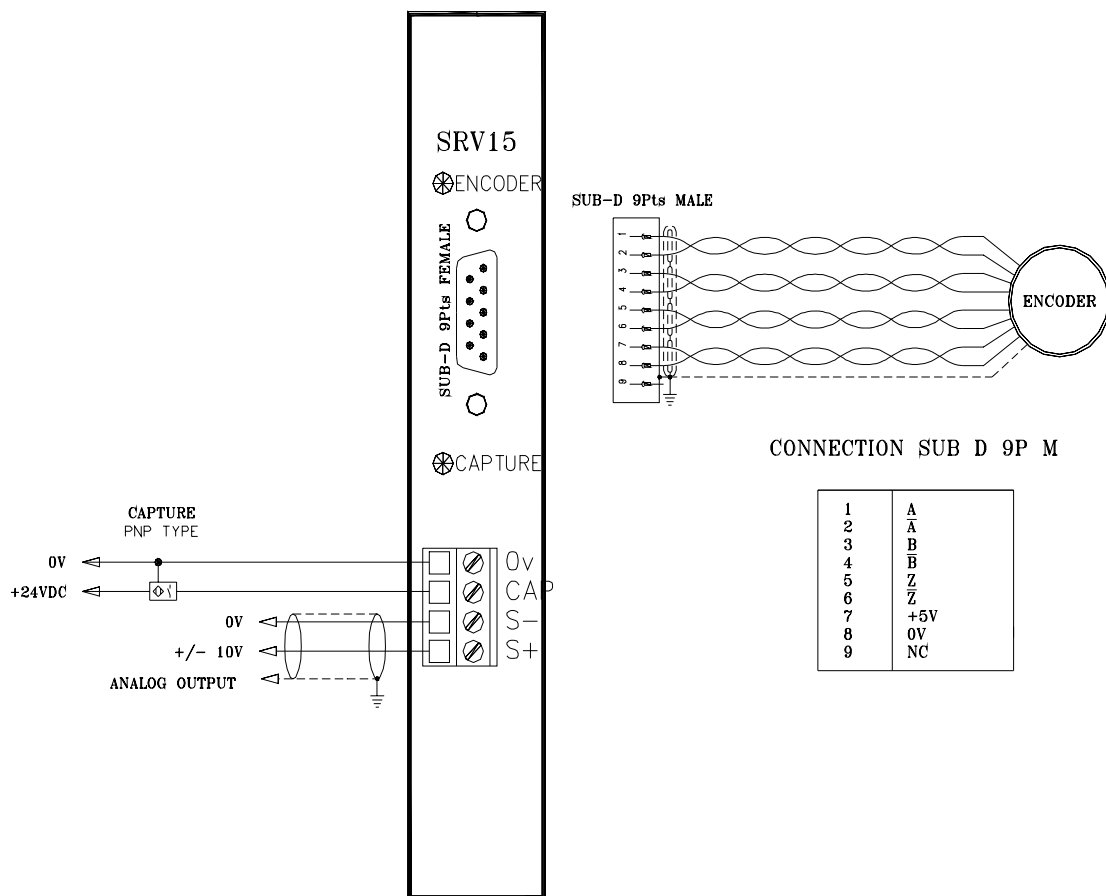 SRV15
ENCODER
SUB-D 9Pts FEMALE
CAPTURE
CAPTURE
PNP TYPE
0V
+24VDC
0V
+/- 10V
ANALOG OUTPUT
0v
CAP
S-
S+
SUB-D 9Pts MALE
1
2
3
4
5
6
7
8
9
ENCODER
CONNECTION SUB D 9P M
1 A
2 A̅
3 B
4 B̅
5 Z
6 Z̅
7 +5V
8 0V
9 NC